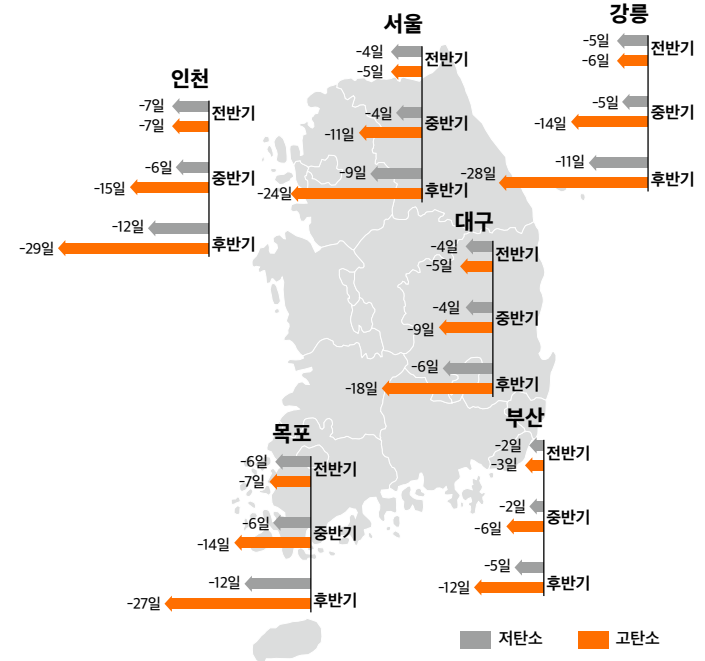 서울
-4일
전반기
-5일
-4일
중반기
-11일
-9일
후반기
-24일
강릉
-5일
전반기
-6일
-5일
중반기
-14일
-11일
후반기
-28일
인천
-7일
전반기
-7일
-6일
중반기
-15일
-12일
후반기
-29일
대구
-4일
전반기
-5일
-4일
중반기
-9일
-6일
후반기
-18일
목포
-6일
전반기
-7일
-6일
중반기
-14일
-12일
후반기
-27일
부산
-2일
전반기
-3일
-2일
중반기
-6일
-5일
후반기
-12일
저탄소 고탄소